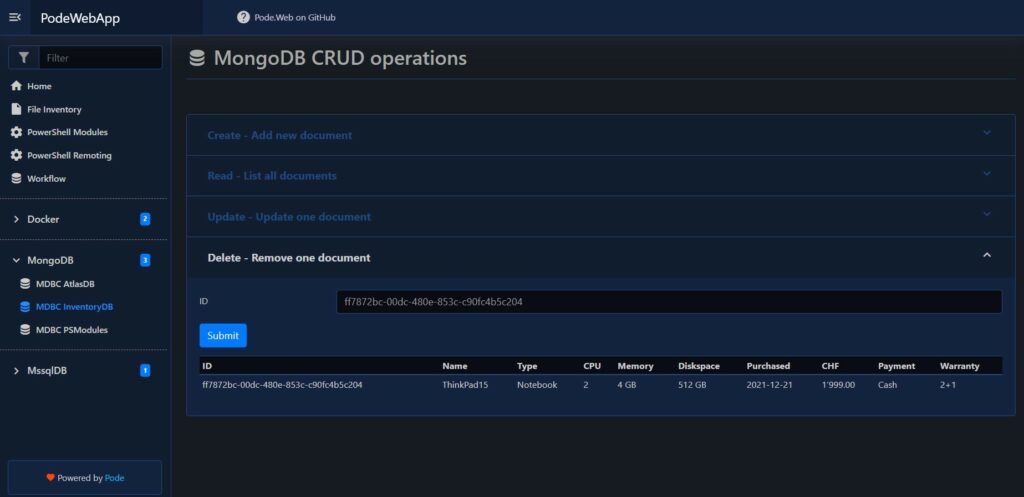 PodeWebApp
Pode.Web on GitHub
Filter
Home
File Inventory
PowerShell Modules
PowerShell Remoting
Workflow
Docker 2
MongoDB 3
MDBC AtlasDB
MDBC InventoryDB
MDBC PSModules
MssqlDB 1
Powered by Pode
MongoDB CRUD operations
Create - Add new document
Read - List all documents
Update - Update one document
Delete - Remove one document
ID ff7872bc-00dc-480e-853c-c90fc4b5c204
Submit
ID Name Type CPU Memory Diskspace Purchased CHF Payment Warranty
ff7872bc-00dc-480e-853c-c90fc4b5c204 ThinkPad15 Notebook 2 4 GB 512 GB 2021-12-21 1'999.00 Cash 2+1